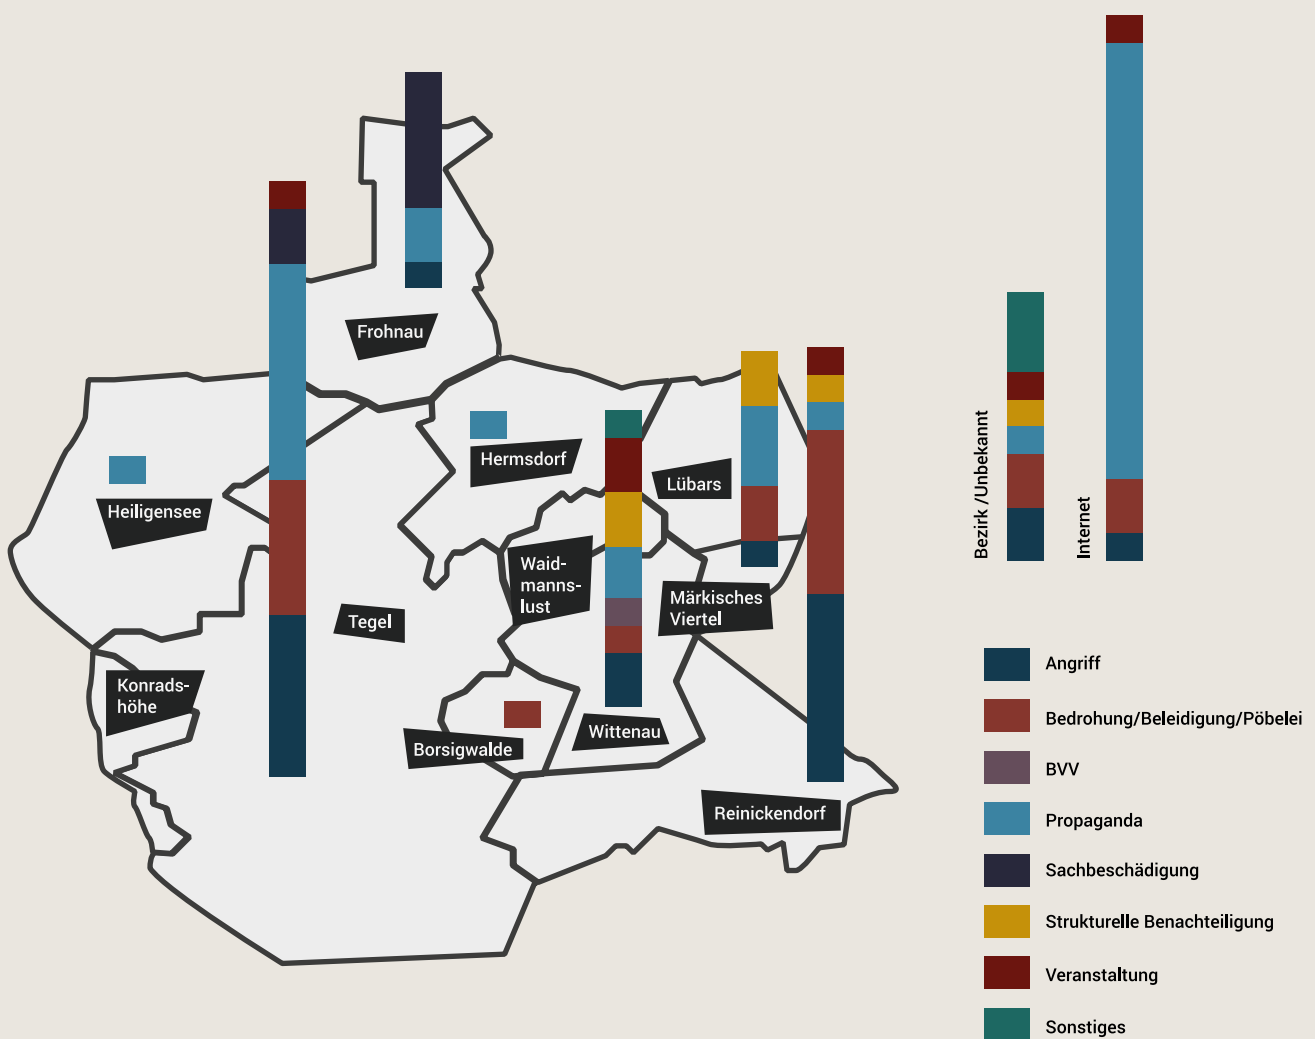 Frohnau
Hermsdorf
Lübars
Heiligensee
Waid-
manns-
lust
Märkisches
Viertel
Tegel
Konrads-
höhe
Borsigwalde
Wittenau
Reinickendorf
Bezirk /Unbekannt
Internet
Angriff
Bedrohung/Beleidigung/Pöbelei
BVV
Propaganda
Sachbeschädigung
Strukturelle Benachteiligung
Veranstaltung
Sonstiges